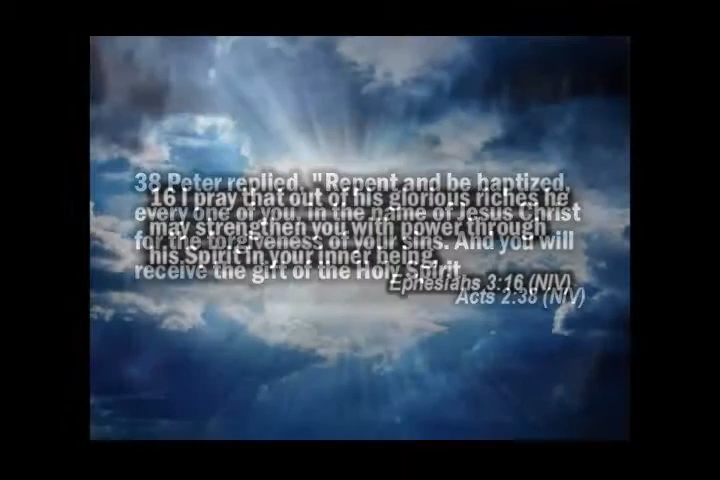 38 Peter replied, "Repent and be baptized,
16 I pray that out of his glorious riches he
every one of you, in the name of Jesus Christ
may strengthen you with power through
for the forgiveness of your sins. And you will
his Spirit in your inner being,
receive the gift of the Holy Spirit
Ephesians 3:16 (NIV)
Acts 2:38 (NIV)